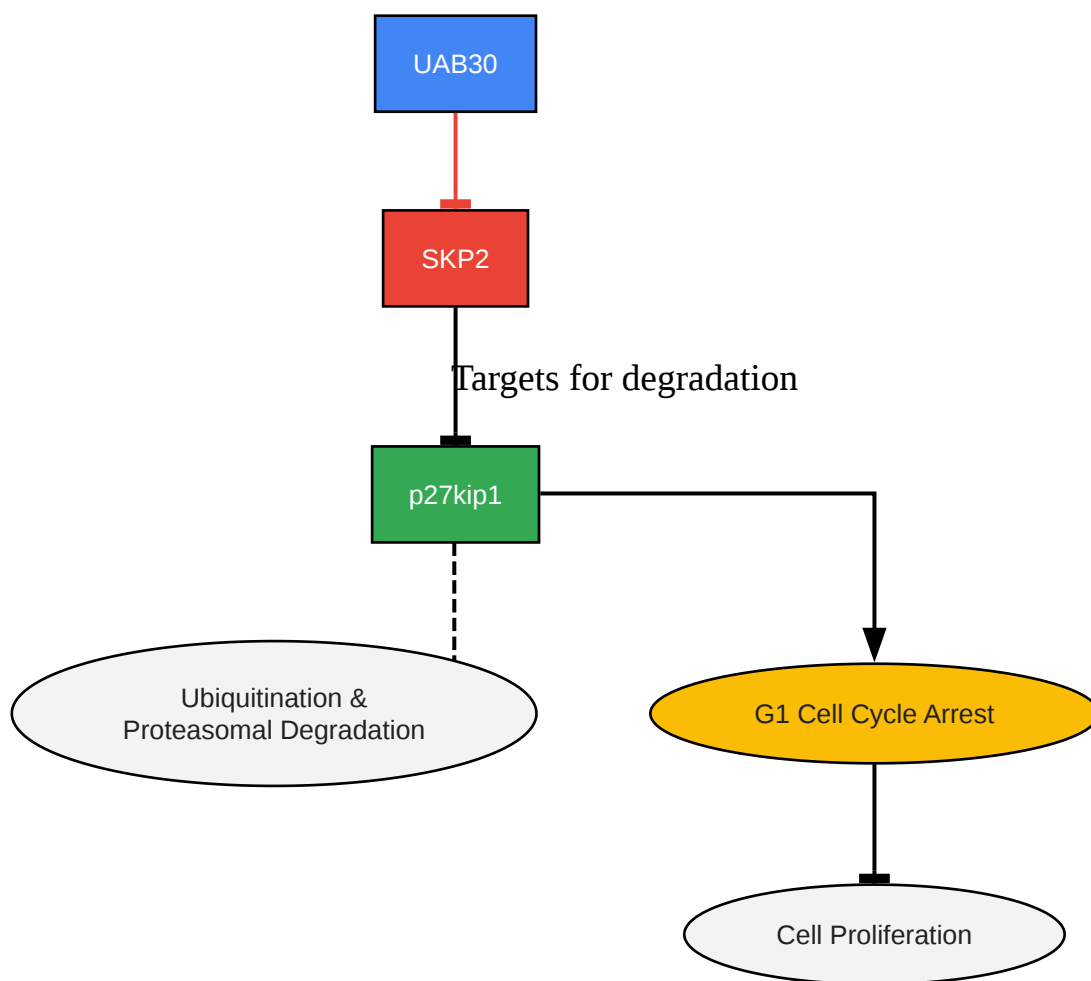 UAB30
SKP2
Targets for degradation
p27kip1
Ubiquitination &
Proteasomal Degradation
G1 Cell Cycle Arrest
Cell Proliferation